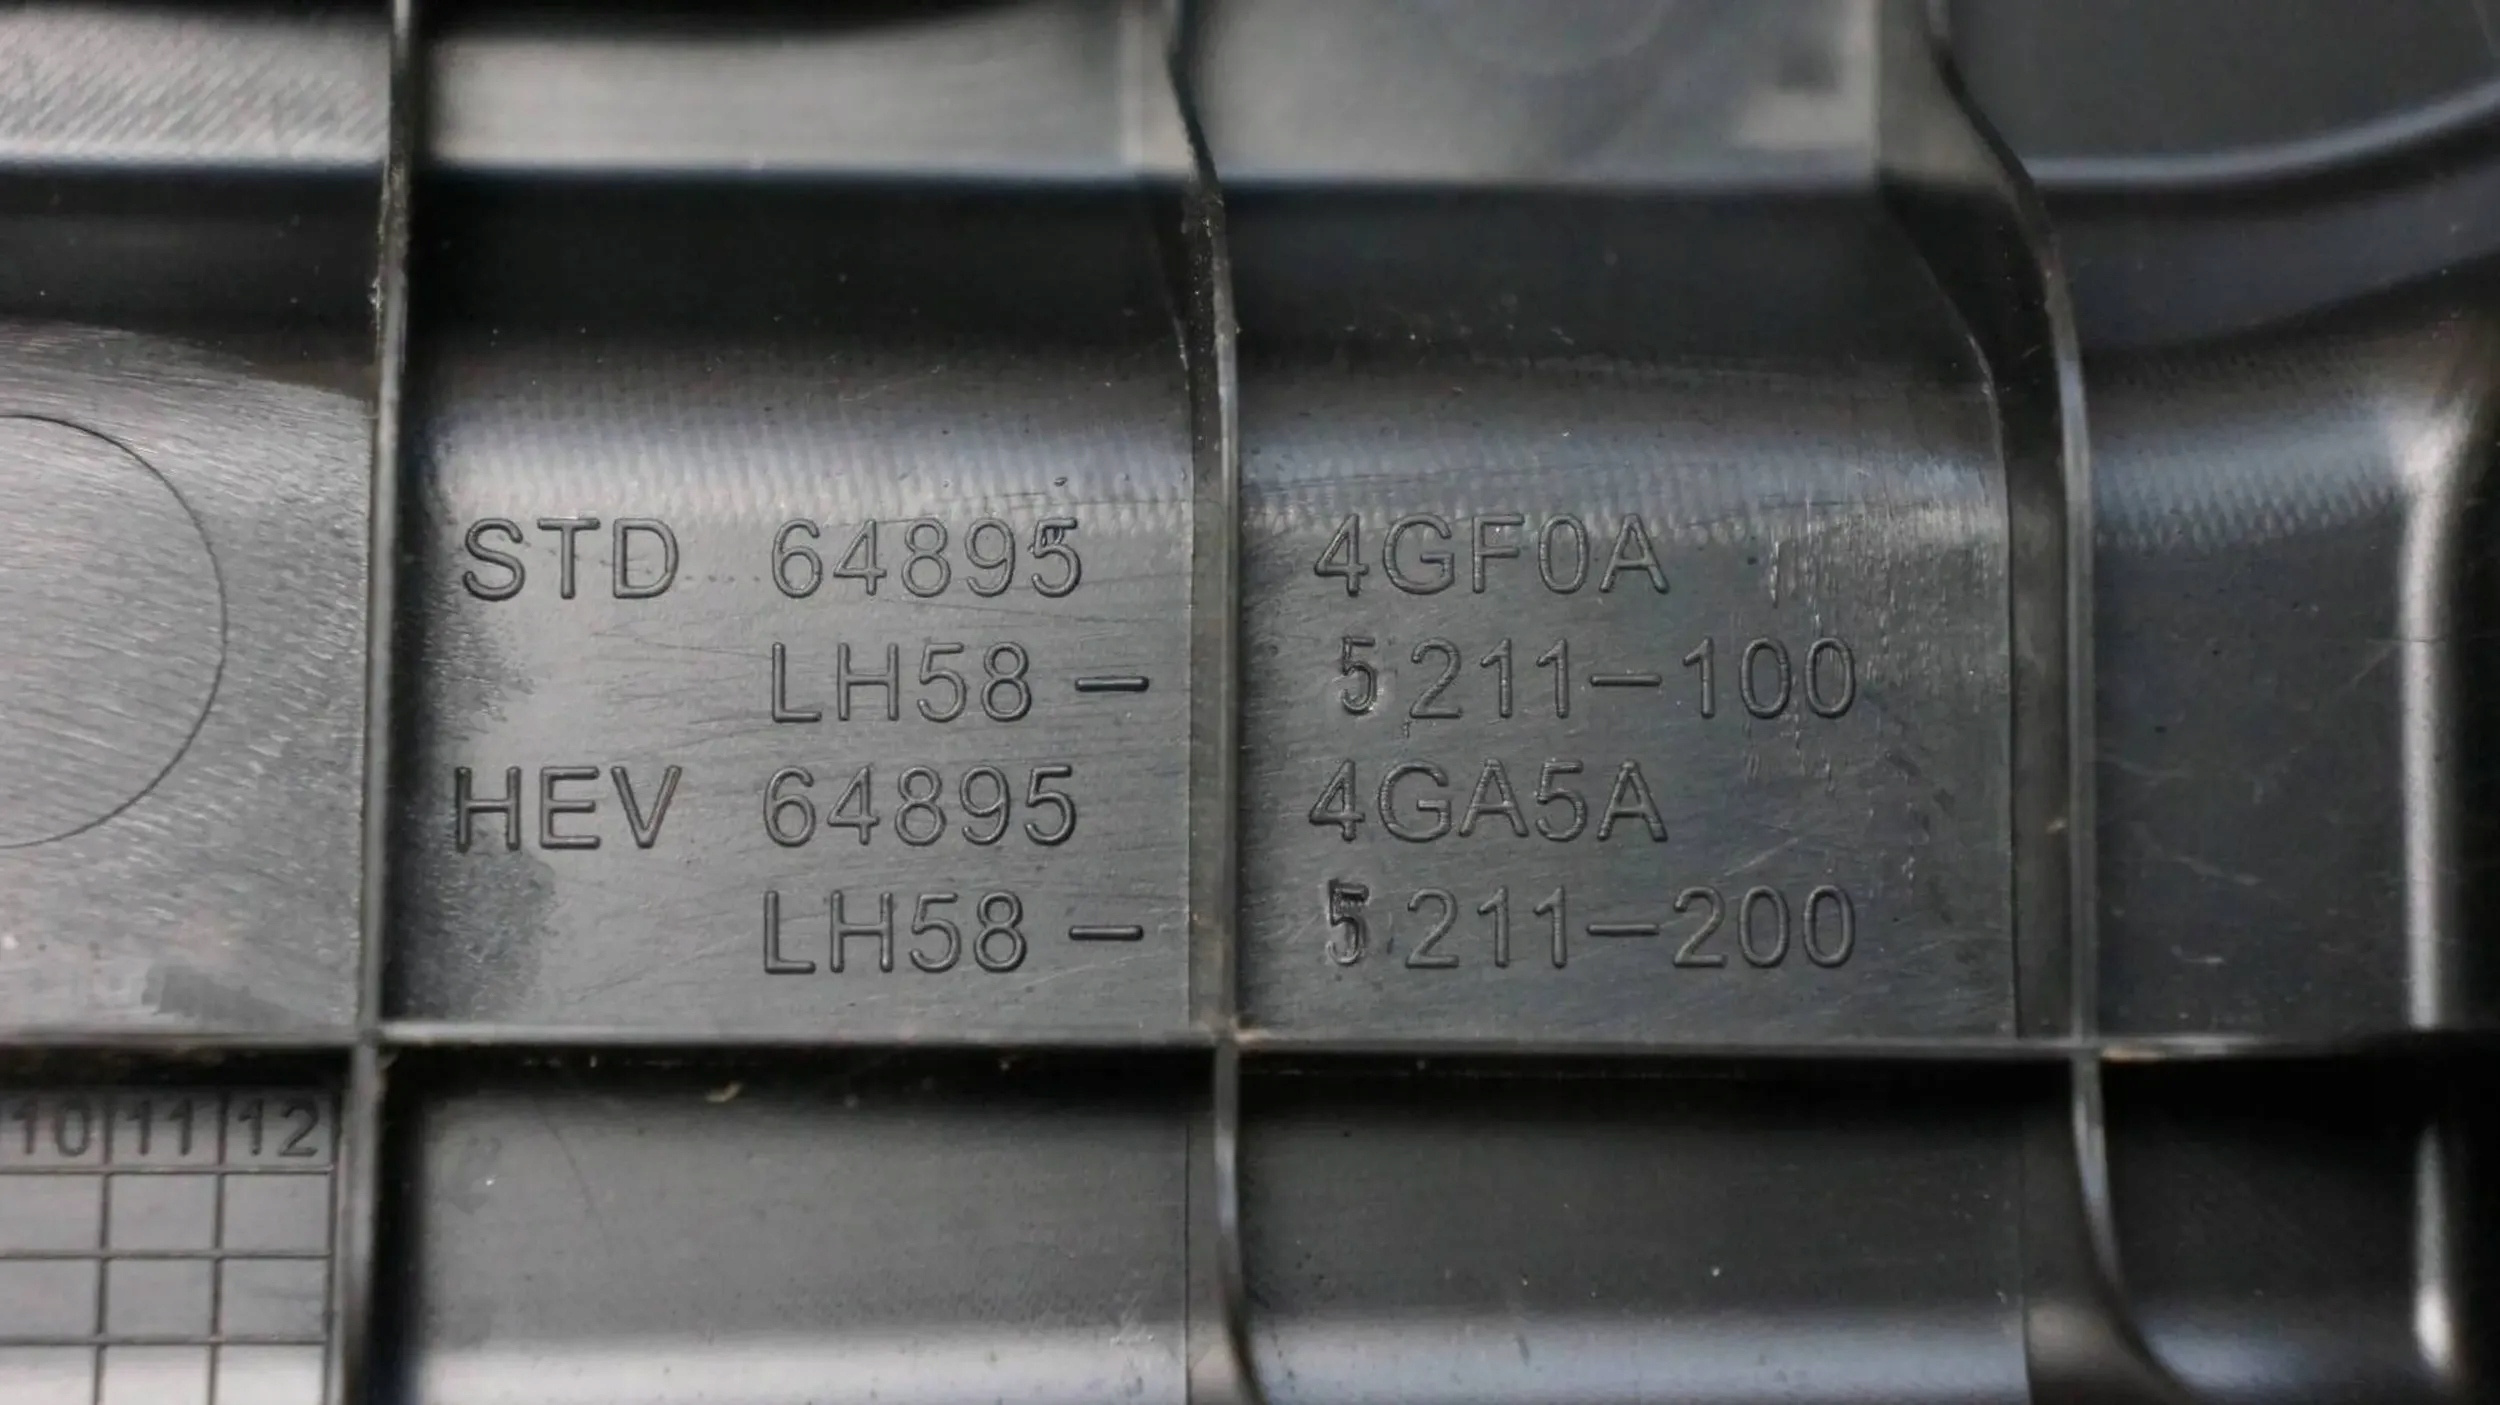 STD 64895 4GF0A
LH58- 5211-100
HEV 64895 4GA5A
LH58- 5211-200
10 11 12